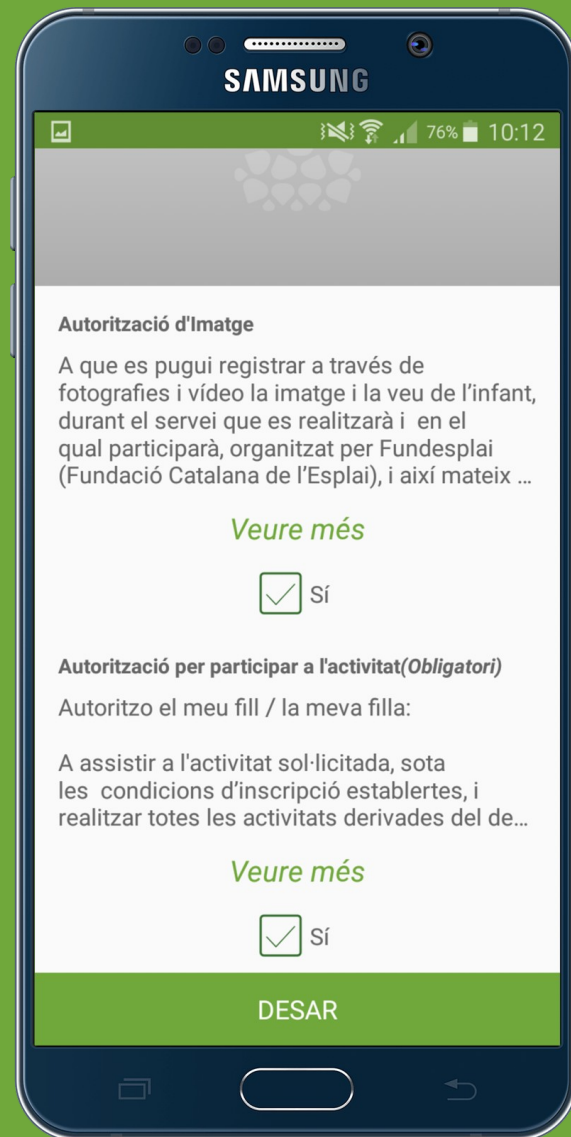 SAMSUNG
76% 10:12
Autorització d'Imatge
A que es pugui registrar a través de
fotografies i vídeo la imatge i la veu de l’infant,
durant el servei que es realitzarà i en el
qual participarà, organitzat per Fundesplai
(Fundació Catalana de l’Esplai), i així mateix ...
Veure més
Sí
Autorització per participar a l'activitat(Obligatori)
Autoritzo el meu fill / la meva filla:
A assistir a l'activitat sol·licitada, sota
les condicions d’inscripció establertes, i
realitzar totes les activitats derivades del de...
Veure més
Sí
DESAR